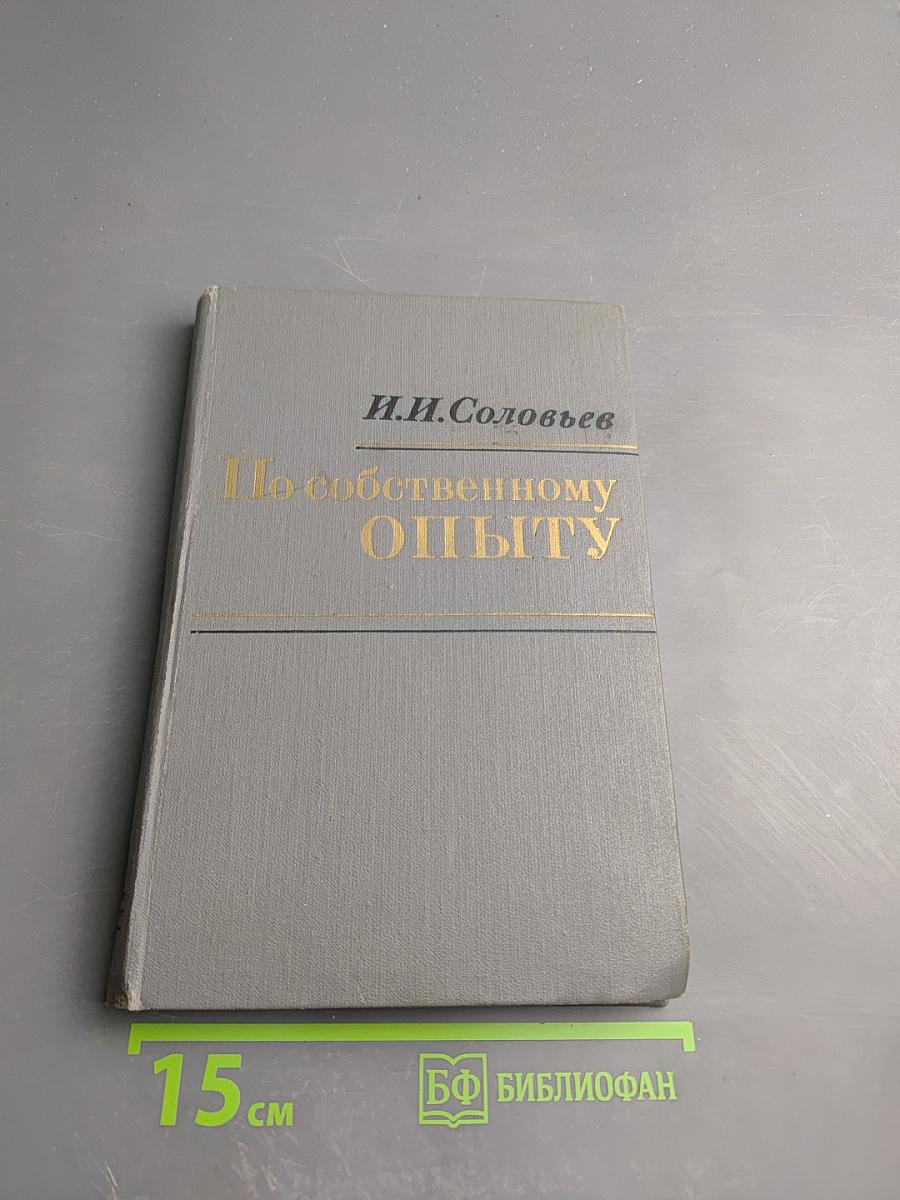 И.И.Соловьев
По собственному
ОПЫТУ
15 см
БФ БИБЛИОФАН